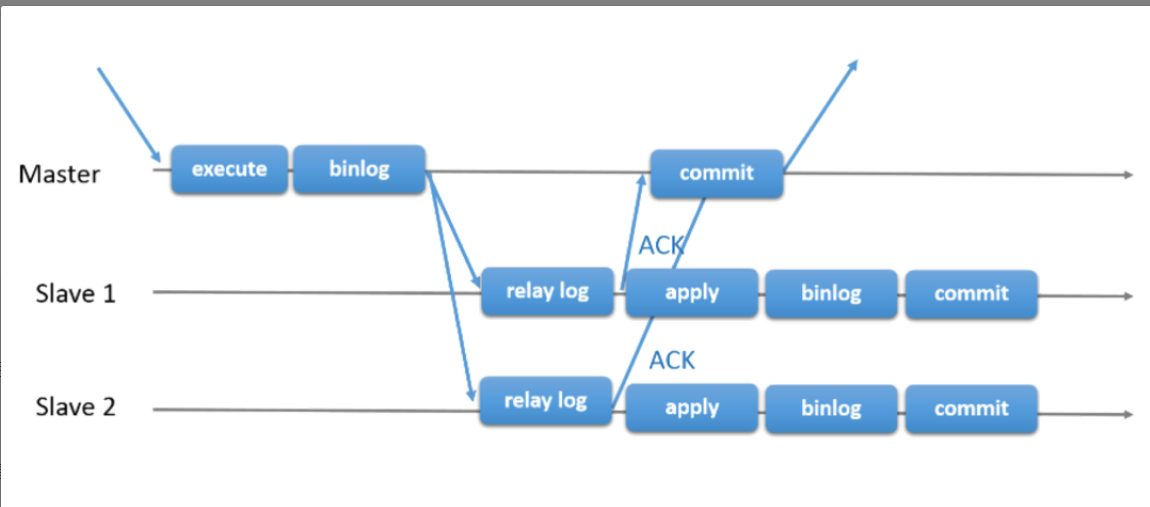 Master
execute
binlog
commit
ACK
Slave 1
relay log
apply
binlog
commit
ACK
Slave 2
relay log
apply
binlog
commit